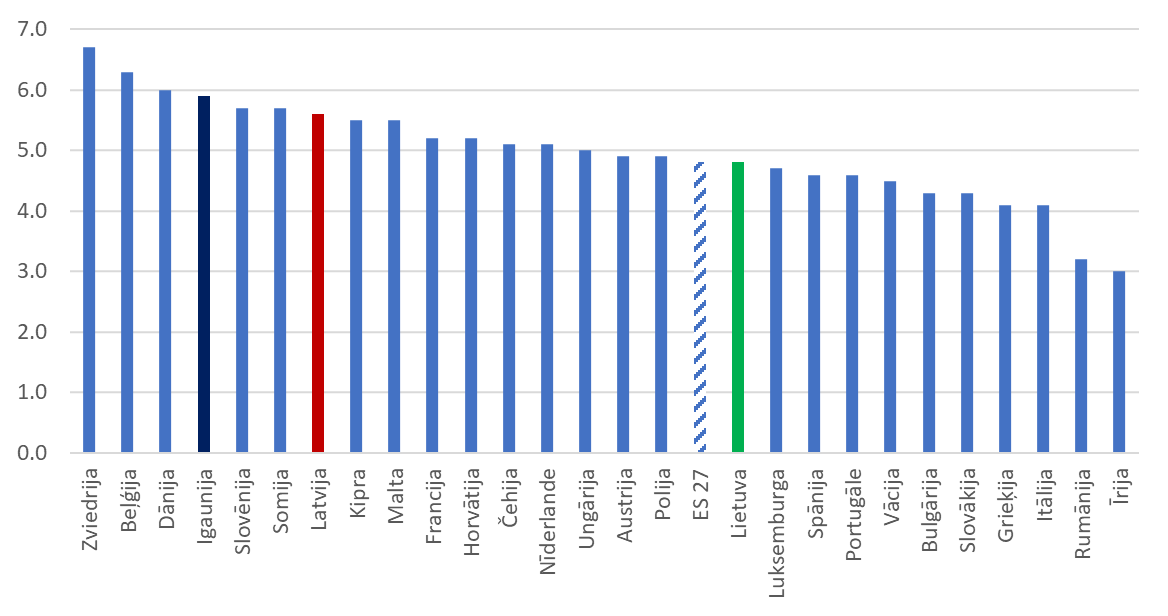 7.0
6.0
5.0
4.0
3.0
2.0
1.0
0.0
Zviedrija
Beļģija
Dānija
Igaunija
Slovēnija
Somija
Latvija
Kipra
Malta
Francija
Horvātija
Čehija
Nīderlande
Ungārija
Austrija
Polija
ES 27
Lietuva
Luksemburga
Spānija
Portugāle
Vācija
Bulgārija
Slovākija
Grieķija
Itālija
Rumānija
Īrija